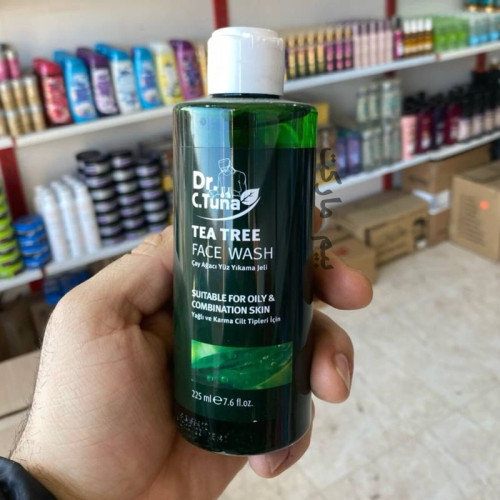 Dr.
C.Tuna
TEA TREE
FACE WASH
Çay Ağacı Yüz Yıkama Jeli
SUITABLE FOR OILY &
COMBINATION SKIN
Yağlı ve Karma Cilt Tipleri İçin
225 ml ℮ 7.6 fl.oz.